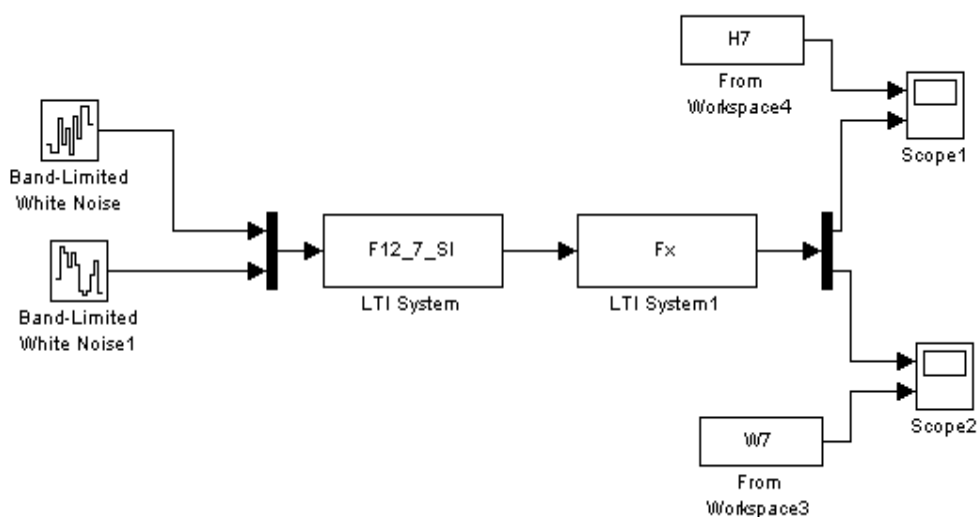 H7
From
Workspace4
Scope1
Band-Limited
White Noise
F12_7_SI
LTI System
Fx
LTI System1
Band-Limited
White Noise1
Scope2
W7
From
Workspace3